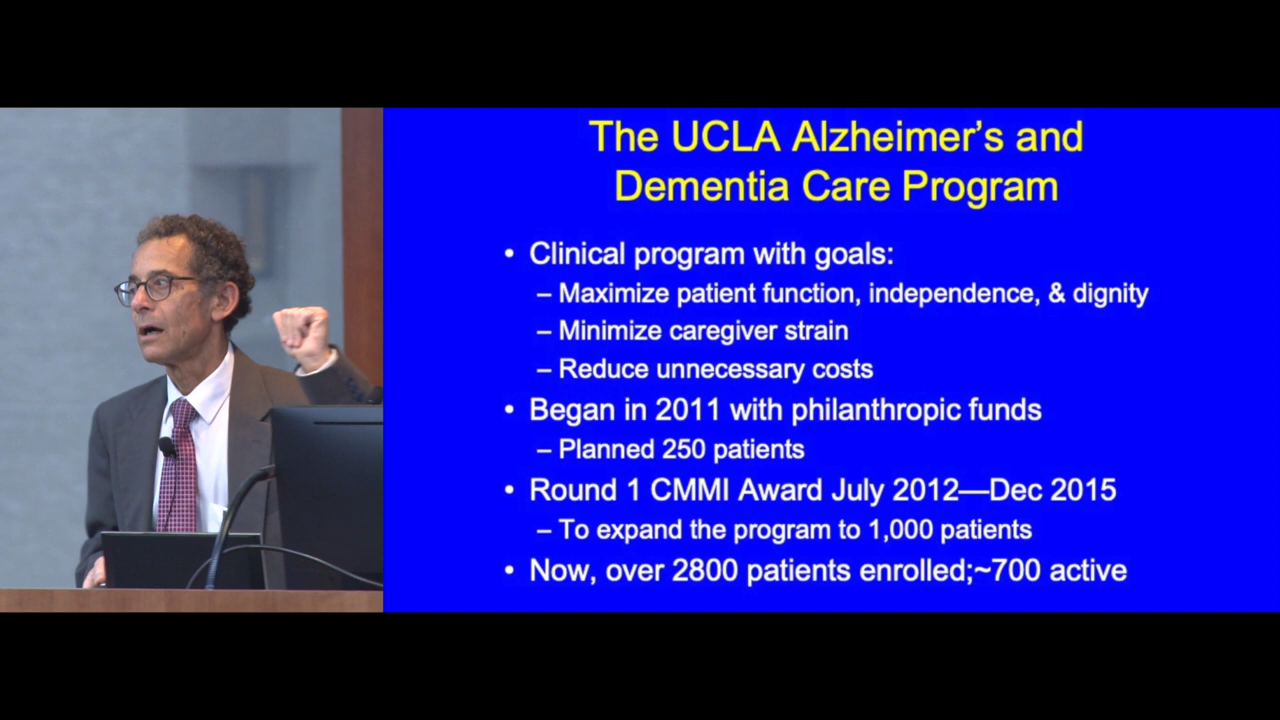 The UCLA Alzheimer’s and
Dementia Care Program
• Clinical program with goals:
– Maximize patient function, independence, & dignity
– Minimize caregiver strain
– Reduce unnecessary costs
• Began in 2011 with philanthropic funds
– Planned 250 patients
• Round 1 CMMI Award July 2012—Dec 2015
– To expand the program to 1,000 patients
• Now, over 2800 patients enrolled;~700 active